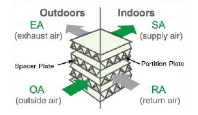 Outdoors
Indoors
EA
(exhaust air)
SA
(supply air)
Spacer Plate
Partition Plate
OA
(outside air)
RA
(return air)